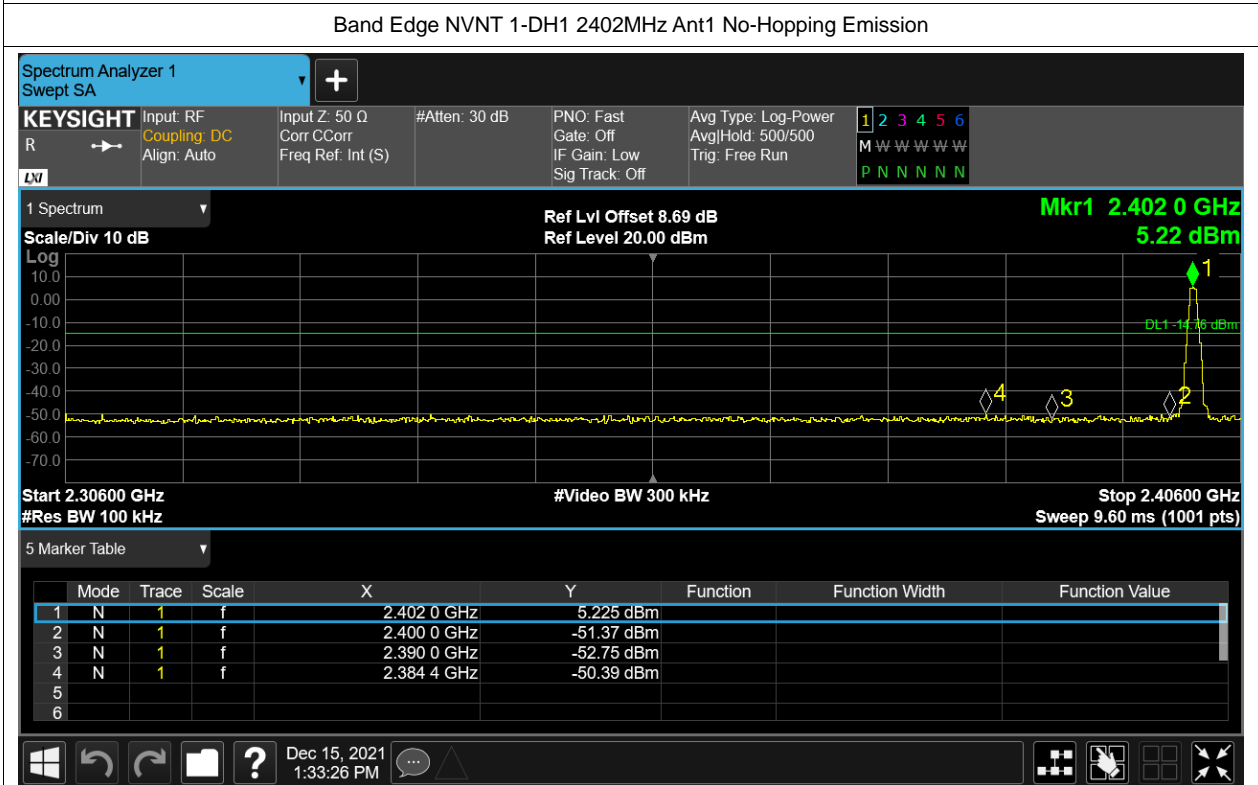 Band Edge NVNT 1-DH1 2402MHz Ant1 No-Hopping Emission
Spectrum Analyzer 1
Swept SA
KEYSIGHT
R
LXI
Input: RF
Coupling: DC
Align: Auto
Input Z: 50 Ω
Corr CCorr
Freq Ref: Int (S)
#Atten: 30 dB
PNO: Fast
Gate: Off
IF Gain: Low
Sig Track: Off
Avg Type: Log-Power
Avg|Hold: 500/500
Trig: Free Run
1 2 3 4 5 6
M W W W W W
P N N N N N
1 Spectrum
Scale/Div 10 dB
Ref Lvl Offset 8.69 dB
Ref Level 20.00 dBm
Mkr1 2.402 0 GHz
5.22 dBm
Log
10.0
0.00
-10.0
-20.0
-30.0
-40.0
-50.0
-60.0
-70.0
1
DL1 -14.76 dBm
4
3
2
Start 2.30600 GHz
#Video BW 300 kHz
Stop 2.40600 GHz
#Res BW 100 kHz
Sweep 9.60 ms (1001 pts)
5 Marker Table
Mode Trace Scale X Y Function Function Width Function Value
1 N 1 f 2.402 0 GHz 5.225 dBm
2 N 1 f 2.400 0 GHz -51.37 dBm
3 N 1 f 2.390 0 GHz -52.75 dBm
4 N 1 f 2.384 4 GHz -50.39 dBm
5
6
?
Dec 15, 2021
1:33:26 PM